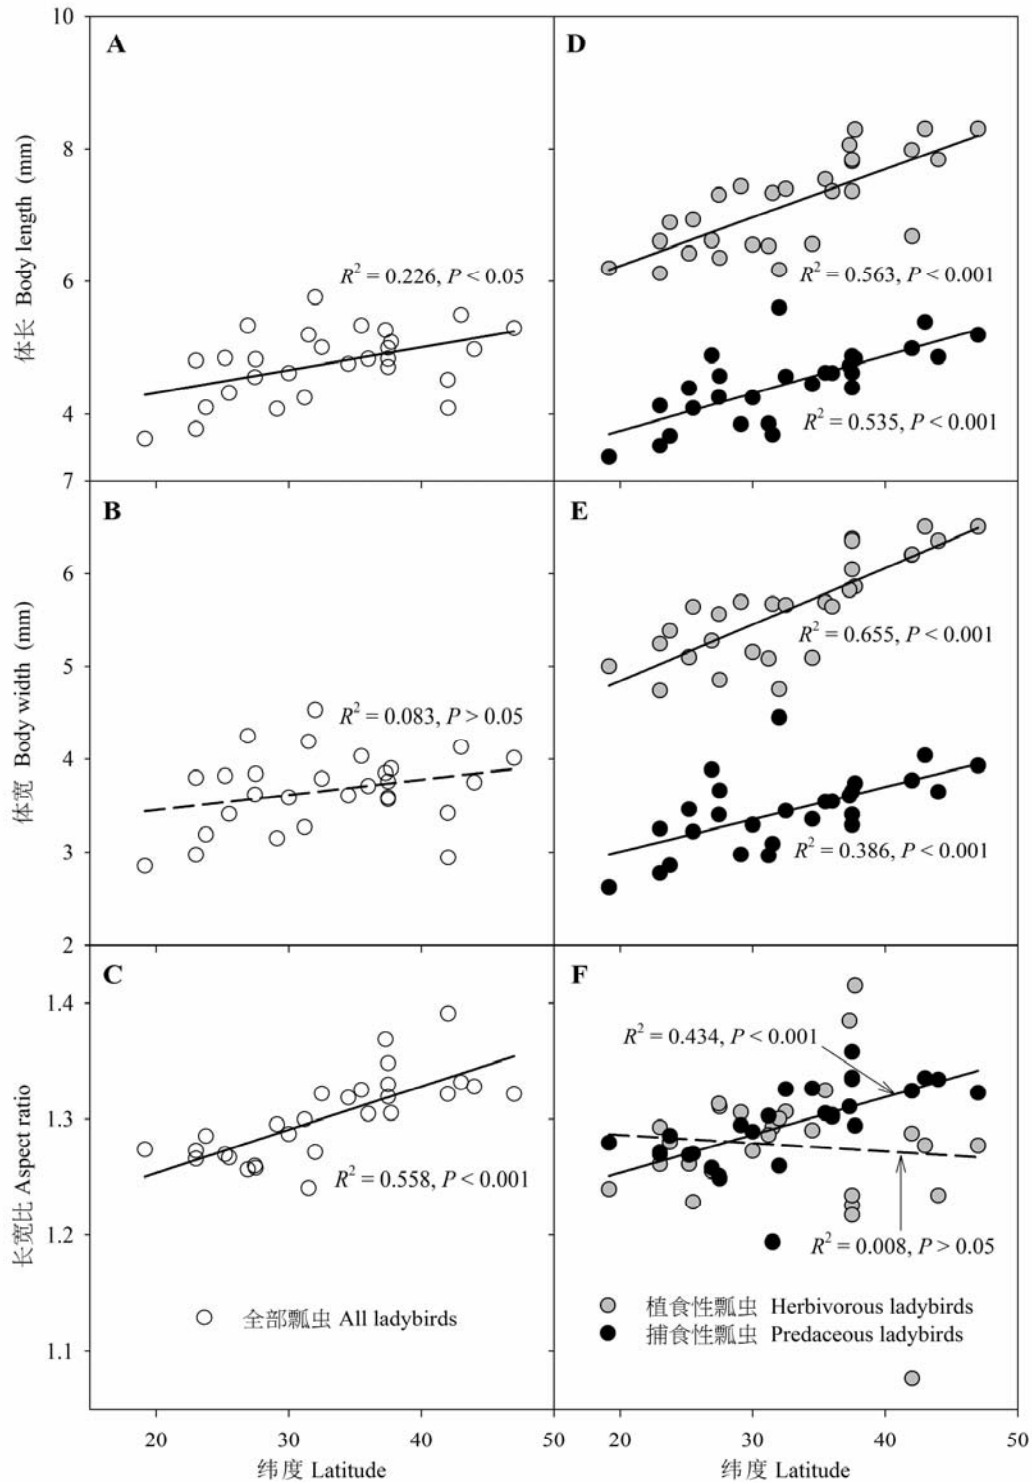 10
A
D
8
体长 Body length (mm)
R² = 0.226, P < 0.05
6
R² = 0.563, P < 0.001
4
R² = 0.535, P < 0.001
7
B
E
6
体宽 Body width (mm)
R² = 0.655, P < 0.001
5
R² = 0.083, P > 0.05
4
3
R² = 0.386, P < 0.001
2
C
F
1.4
R² = 0.434, P < 0.001
长宽比 Aspect ratio
1.3
R² = 0.558, P < 0.001
1.2
R² = 0.008, P > 0.05
全部瓢虫 All ladybirds
植食性瓢虫 Herbivorous ladybirds
捕食性瓢虫 Predaceous ladybirds
1.1
20 30 40 50 20 30 40 50
纬度 Latitude
纬度 Latitude